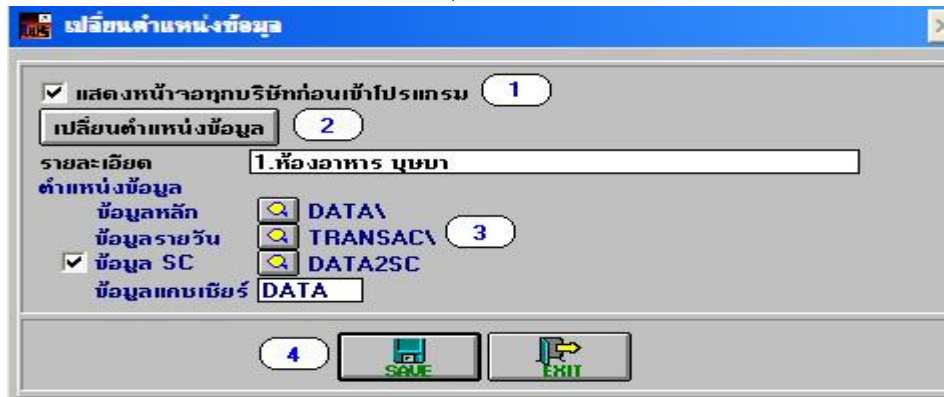 เปลี่ยนตำแหน่งข้อมูล
แสดงหน้าจอทุกบริษัทก่อนเข้าโปรแกรม 1
เปลี่ยนตำแหน่งข้อมูล 2
รายละเอียด 1.ห้องอาหาร บุษบา
ตำแหน่งข้อมูล
ข้อมูลหลัก DATA\
ข้อมูลรายวัน TRANSAC\ 3
ข้อมูล SC DATA2SC
ข้อมูลแคชเชียร์ DATA
4 SAVE EXIT